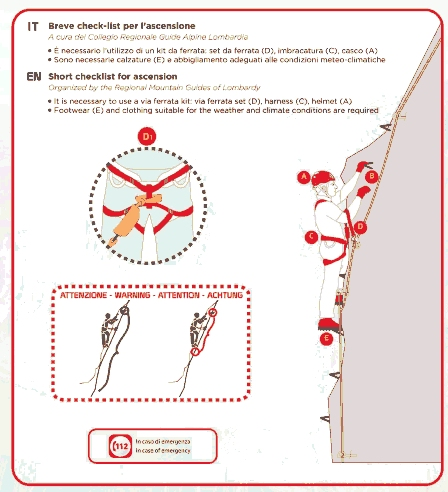 IT Breve check-list per l'ascensione
A cura del Collegio Regionale Guide Alpine Lombardia
• È necessario l'utilizzo di un kit da ferrata: set da ferrata (D), imbracatura (C), casco (A)
• Sono necessarie calzature (E) e abbigliamento adeguati alle condizioni meteo-climatiche
EN Short checklist for ascension
Organized by the Regional Mountain Guides of Lombardy
• It is necessary to use a via ferrata kit: via ferrata set (D), harness (C), helmet (A)
• Footwear (E) and clothing suitable for the weather and climate conditions are required
D1
A
B
D
C
E
ATTENZIONE - WARNING - ATTENTION - ACHTUNG
112
In caso di emergenza
In case of emergency